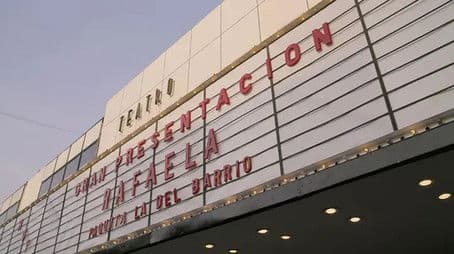 TEATRO
GRAN PRESENTACION
RAFAELA
PAQUITA LA DEL BARRIO